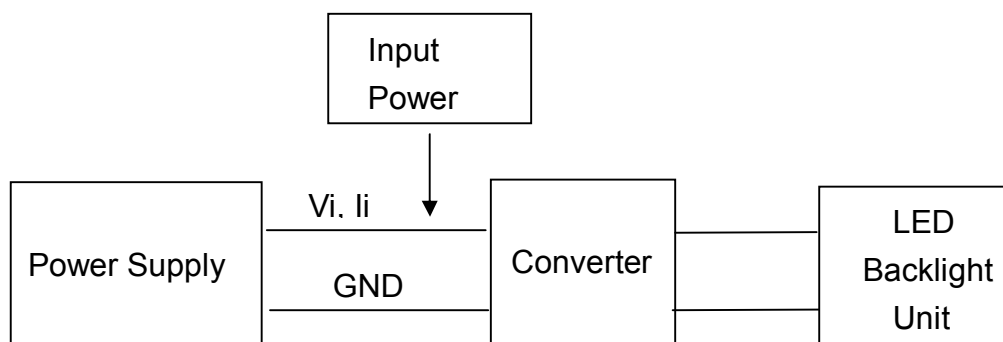 Input
Power
Vi, Ii
Power Supply
GND
Converter
LED
Backlight
Unit